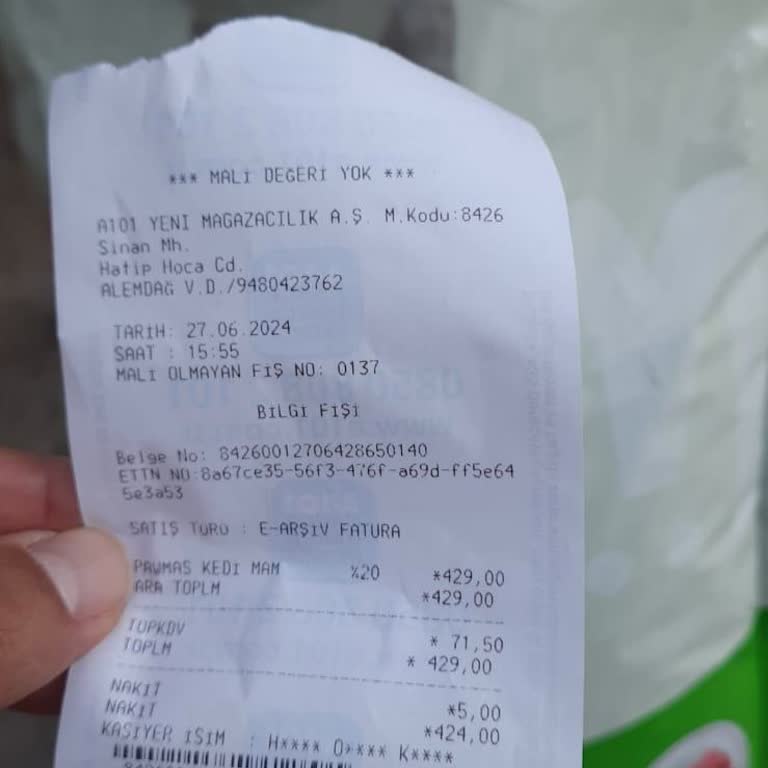 *** MALİ DEĞERİ YOK ***
A101 YENİ MAGAZACILIK A.Ş. M.Kodu:8426
Sinan Mh.
Hatip Hoca Cd.
ALEMDAG V.D./9480423762
TARİH: 27.06.2024
SAAT : 15:55
MALİ OLMAYAN FİŞ NO: 0137
BİLGİ FİŞİ
Belge No: 84260012706428650140
ETTN NO:8a67ce35-56f3-476f-a69d-ff5e64
5e3a53
SATIŞ TÜRÜ : E-ARŞİV FATURA
PAWMAS KEDİ MAM %20 *429,00
ARA TOPLM *429,00
TOPKDV * 71,50
TOPLM * 429,00
NAKİT *5,00
NAKİT *424,00
KASİYER İSİM : H**** O**** K****